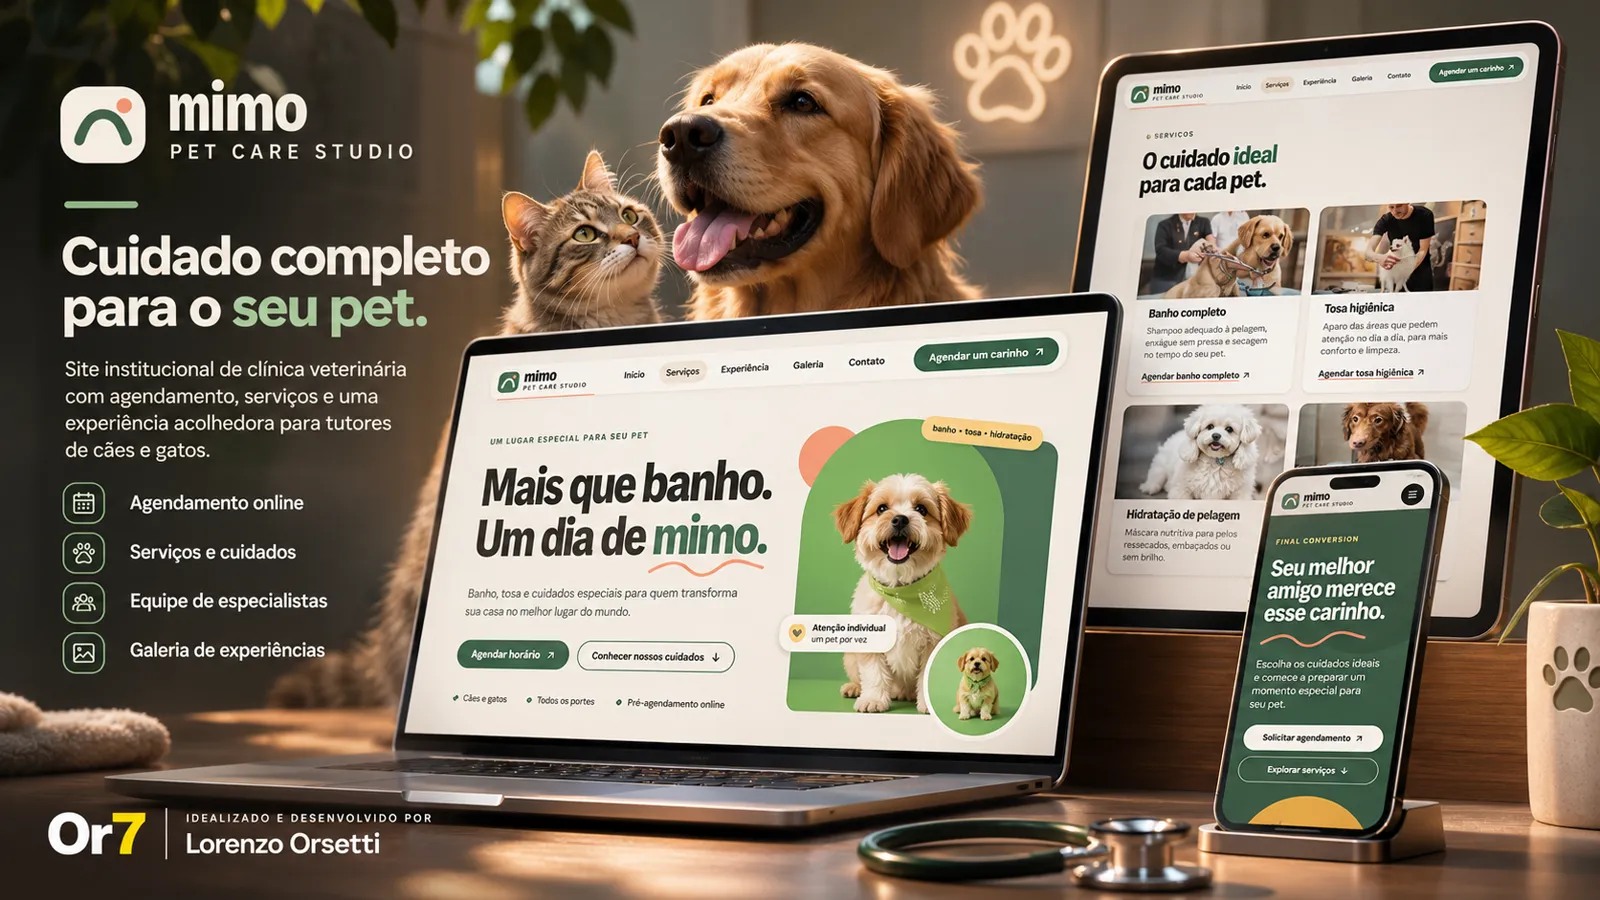 mimo
PET CARE STUDIO
Cuidado completo
para o seu pet.
Site institucional de clínica veterinária
com agendamento, serviços e uma
experiência acolhedora para tutores
de cães e gatos.
Agendamento online
Serviços e cuidados
Equipe de especialistas
Galeria de experiências
Or7
IDEALIZADO E DESENVOLVIDO POR
Lorenzo Orsetti
mimo
PET CARE STUDIO
Início
Serviços
Experiência
Galeria
Contato
Agendar um carinho ↗
UM LUGAR ESPECIAL PARA SEU PET
Mais que banho.
Um dia de mimo.
Banho, tosa e cuidados especiais para quem transforma
sua casa no melhor lugar do mundo.
Agendar horário ↗
Conhecer nossos cuidados ↓
Cães e gatos
Todos os portes
Pré-agendamento online
banho • tosa • hidratação
Atenção individual
um pet por vez
mimo
PET CARE STUDIO
Início
Serviços
Experiência
Galeria
Contato
Agendar um carinho ↗
SERVICOS
O cuidado ideal
para cada pet.
Banho completo
Shampoo adequado à pelagem,
enxágue sem pressa e secagem
no tempo do seu pet.
Agendar banho completo ↗
Tosa higiênica
Aparo das áreas que pedem
atenção no dia a dia, para mais
conforto e limpeza.
Agendar tosa higiênica ↗
Hidratação de pelagem
Máscara nutritiva para pelos
ressecados, embaçados ou
sem brilho.
mimo
PET CARE STUDIO
FINAL CONVERSION
Seu melhor
amigo merece
esse carinho.
Escolha os cuidados ideais
e comece a preparar um
momento especial para
seu pet.
Solicitar agendamento ↗
Explorar serviços ↓